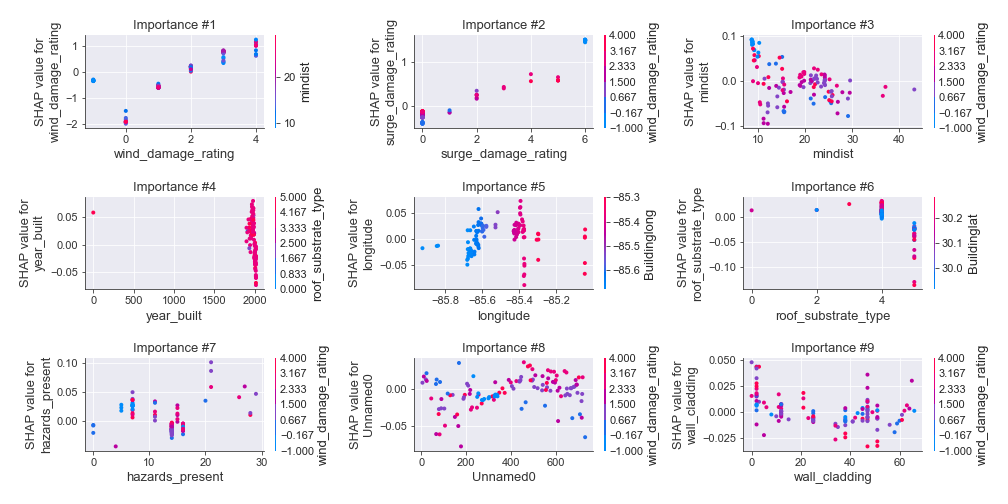 Importance #1
SHAP value for
wind_damage_rating
1
0
−1
−2
0
2
4
wind_damage_rating
20
10
mindist
Importance #2
SHAP value for
surge_damage_rating
1
0
0
2
4
6
surge_damage_rating
4.000
3.167
2.333
1.500
0.667
−0.167
−1.000
wind_damage_rating
Importance #3
SHAP value for
mindist
0.1
0.0
−0.1
10
20
30
40
mindist
4.000
3.167
2.333
1.500
0.667
−0.167
−1.000
wind_damage_rating
Importance #4
SHAP value for
year_built
0.05
0.00
−0.05
0
500
1000
1500
2000
year_built
5.000
4.167
3.333
2.500
1.667
0.833
0.000
roof_substrate_type
Importance #5
SHAP value for
longitude
0.05
0.00
−0.05
−85.8
−85.6
−85.4
−85.2
longitude
−85.3
−85.4
−85.5
−85.6
Buildinglong
Importance #6
SHAP value for
roof_substrate_type
0.00
−0.05
−0.10
0
2
4
roof_substrate_type
30.2
30.1
30.0
Buildinglat
Importance #7
SHAP value for
hazards_present
0.10
0.05
0.00
0
10
20
30
hazards_present
4.000
3.167
2.333
1.500
0.667
−0.167
−1.000
wind_damage_rating
Importance #8
SHAP value for
Unnamed0
0.00
−0.05
0
200
400
600
Unnamed0
4.000
3.167
2.333
1.500
0.667
−0.167
−1.000
wind_damage_rating
Importance #9
SHAP value for
wall_cladding
0.050
0.025
0.000
−0.025
0
20
40
60
wall_cladding
4.000
3.167
2.333
1.500
0.667
−0.167
−1.000
wind_damage_rating